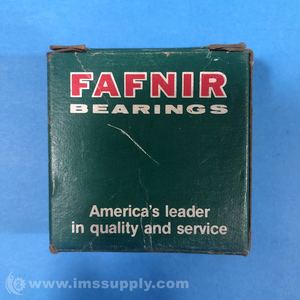 FAFNIR
BEARINGS
America's leader
in quality and service
www.imssupply.com